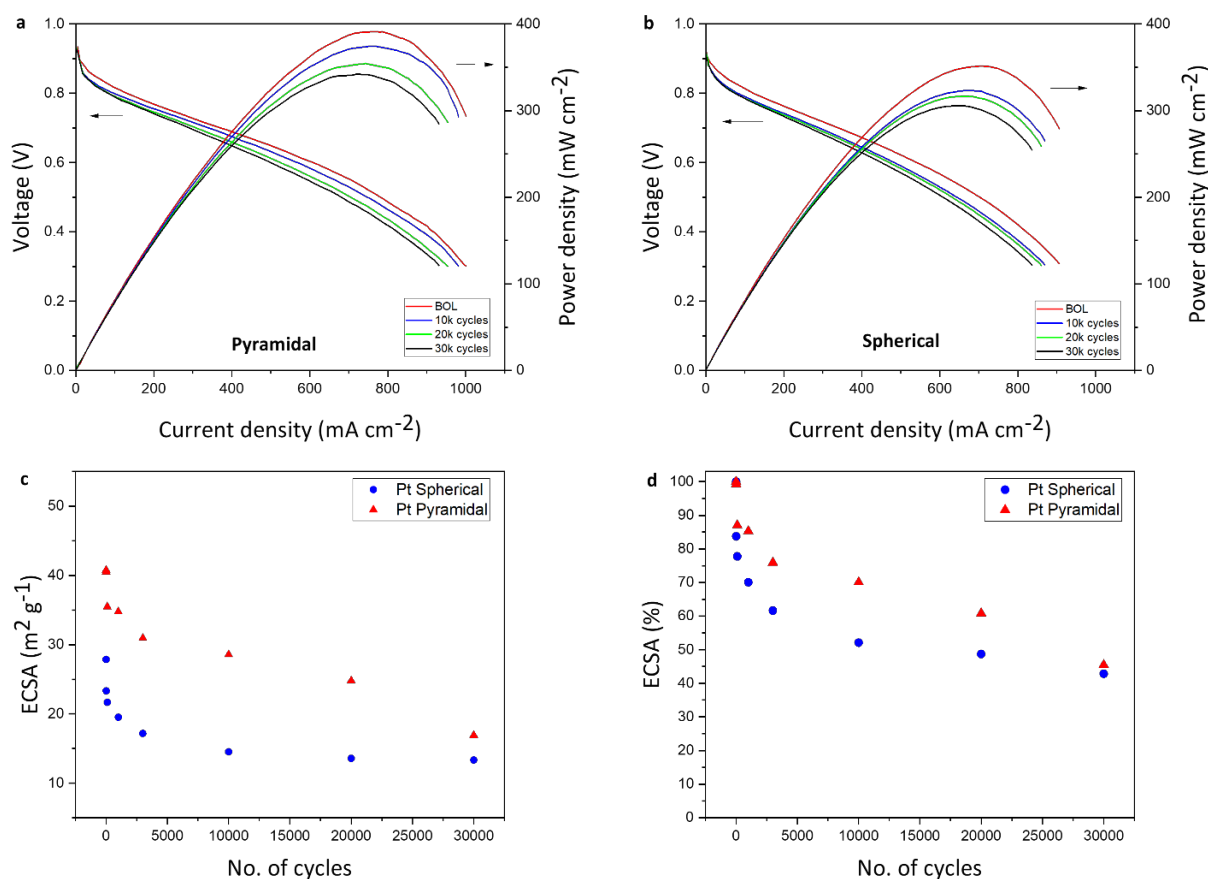 a
1.0
0.8
0.6
0.4
0.2
0.0
Voltage (V)
400
300
200
100
0
Power density (mW cm⁻²)
BOL
10k cycles
20k cycles
30k cycles
Pyramidal
0 200 400 600 800 1000
Current density (mA cm⁻²)
b
1.0
0.8
0.6
0.4
0.2
0.0
Voltage (V)
400
300
200
100
0
Power density (mW cm⁻²)
BOL
10k cycles
20k cycles
30k cycles
Spherical
0 200 400 600 800 1000
Current density (mA cm⁻²)
c
Pt Spherical
Pt Pyramidal
50
40
30
20
10
ECSA (m² g⁻¹)
0 5000 10000 15000 20000 25000 30000
No. of cycles
d
Pt Spherical
Pt Pyramidal
100
90
80
70
60
50
40
30
20
10
0
ECSA (%)
0 5000 10000 15000 20000 25000 30000
No. of cycles